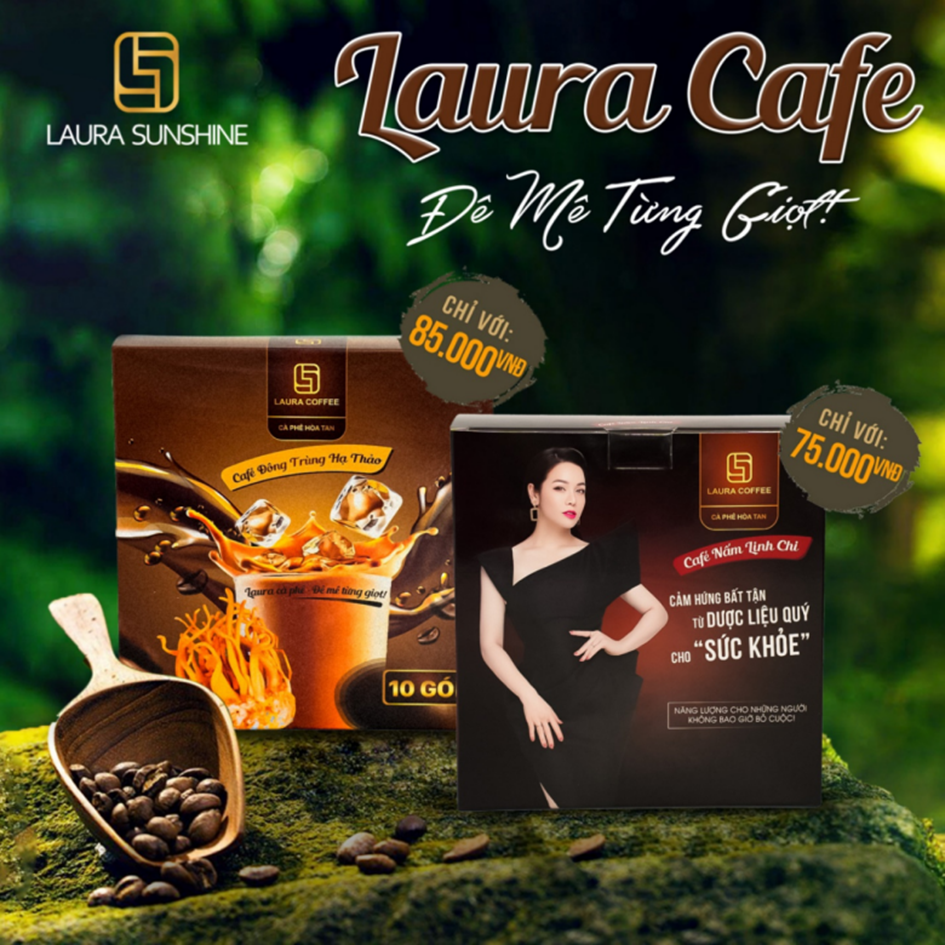 LAURA SUNSHINE
Laura Cafe
Đê Mê Từng Giọt!
CHỈ VỚI:
85.000VNĐ
CHỈ VỚI:
75.000VNĐ
LAURA COFFEE
CÀ PHÊ HÒA TAN
Café Đông Trùng Hạ Thảo
Laura cà phê - Đê mê từng giọt!
10 GÓ
LAURA COFFEE
CÀ PHÊ HÒA TAN
Café Nấm Linh Chi
CẢM HỨNG BẤT TẬN
TỪ DƯỢC LIỆU QUÝ
CHO "SỨC KHỎE"
NĂNG LƯỢNG CHO NHỮNG NGƯỜI
KHÔNG BAO GIỜ BỎ CUỘC!